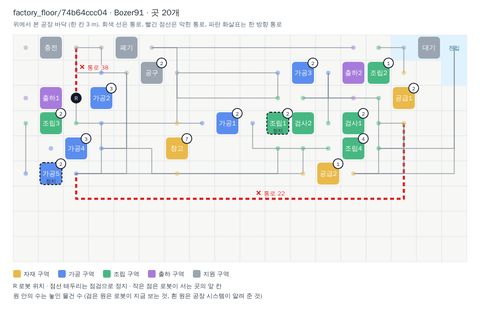 factory_floor/74b64ccc04 · Bozer91 · 곳 20개
위에서 본 공장 바닥 (한 칸 3 m). 회색 선은 통로, 빨간 점선은 막힌 통로, 파란 화살표는 한 방향 통로
충전 폐기 대기
공구 2 가공3 1 출하2 조립2 1
✕ 통로 38
출하1 R 가공2 3 공급1 2
조립3 2 가공1 2 조립1 2 검사2 검사1 2
가공4 3 창고 7 조립4 4
가공5 2 공급2 1
✕ 통로 22
자재 구역 가공 구역 조립 구역 출하 구역 지원 구역
R 로봇 위치 · 점선 테두리는 점검으로 정지 · 작은 점은 로봇이 서는 곳의 앞 칸
원 안의 수는 놓인 물건 수 (검은 원은 로봇이 지금 보는 것, 흰 원은 공장 시스템이 알려 준 것)